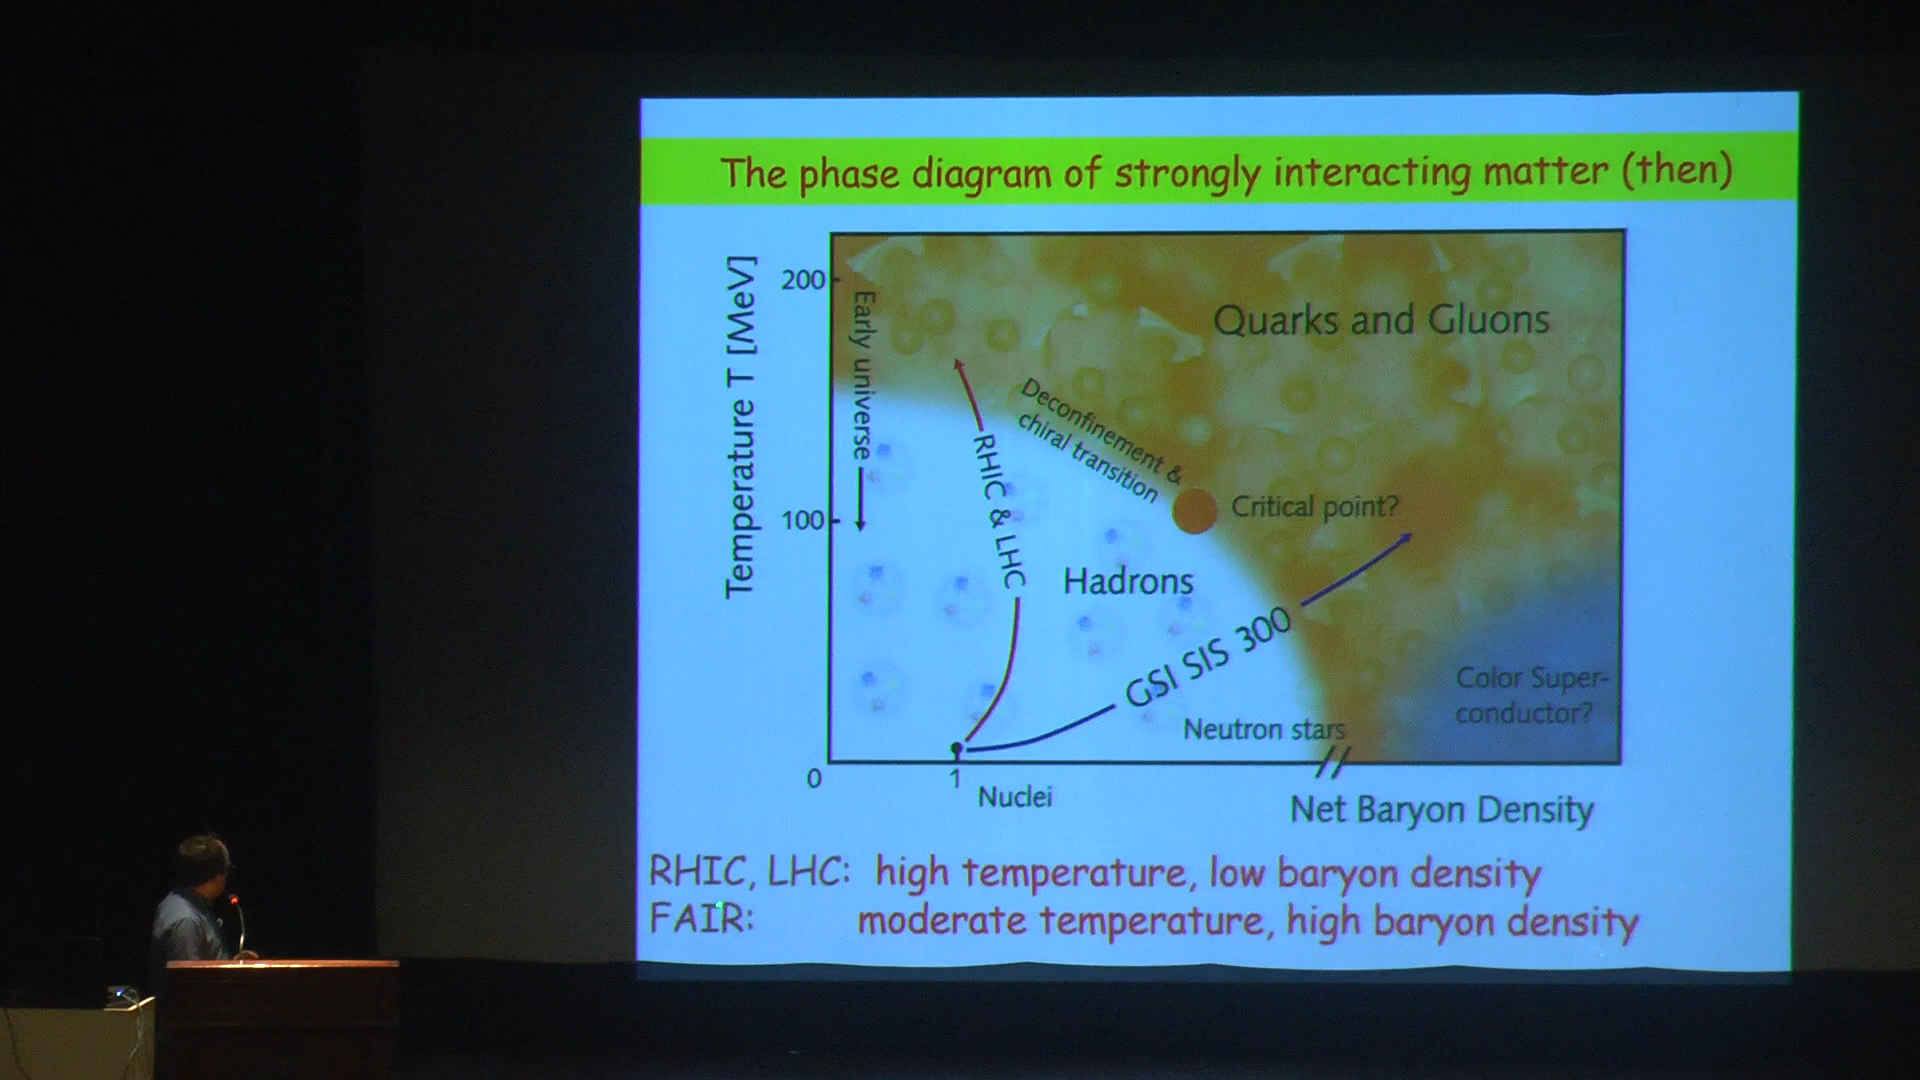 The phase diagram of strongly interacting matter (then)
Temperature T [MeV]
200
100
0
Early universe
Quarks and Gluons
Deconfinement &
chiral transition
RHIC & LHC
Critical point?
Hadrons
GSI SIS 300
Color Super-
conductor?
Neutron stars
1
Nuclei
Net Baryon Density
RHIC, LHC: high temperature, low baryon density
FAIR: moderate temperature, high baryon density